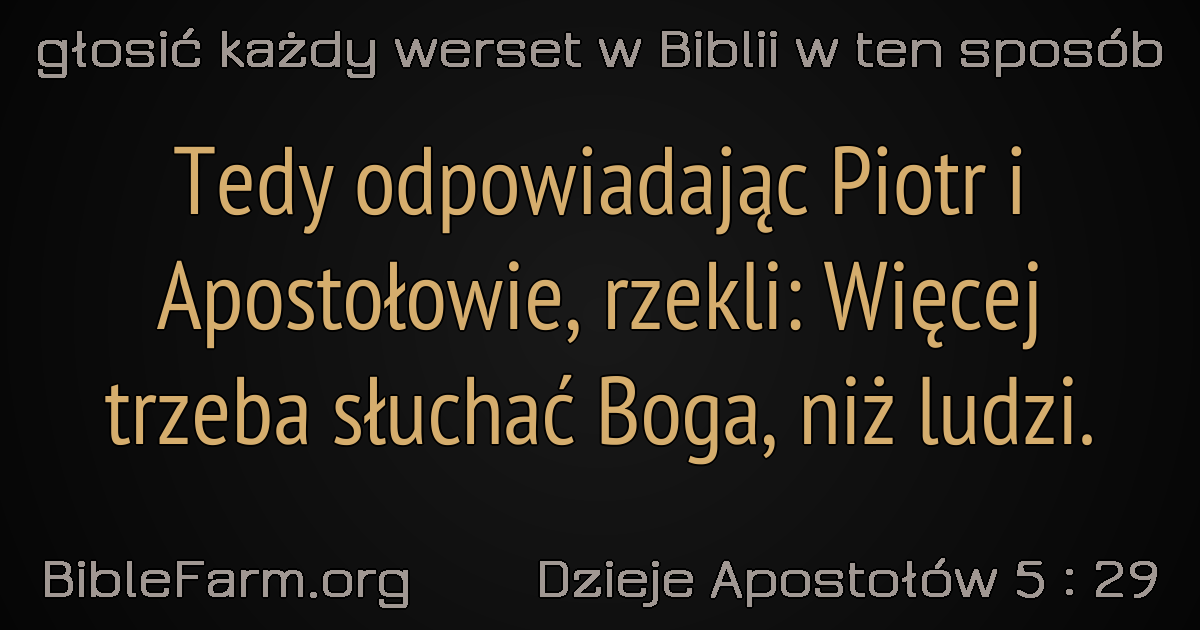 głosić każdy werset w Biblii w ten sposób
Tedy odpowiadając Piotr i
Apostołowie, rzekli: Więcej
trzeba słuchać Boga, niż ludzi.
BibleFarm.org
Dzieje Apostołów 5 : 29